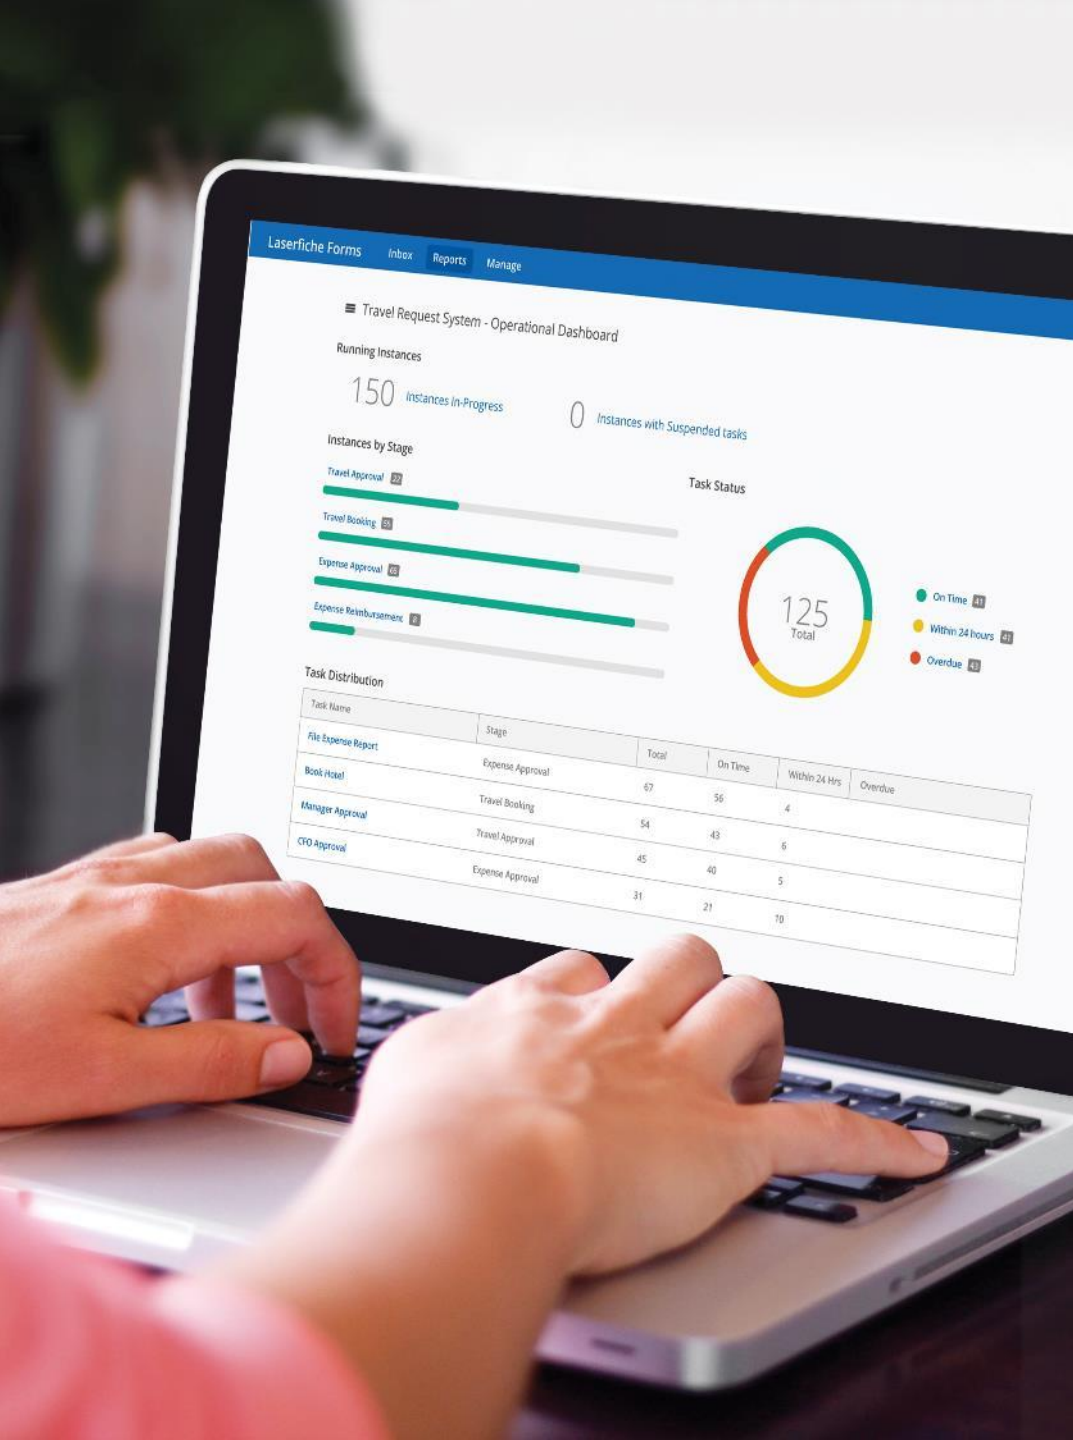 Laserfiche Forms Inbox Reports Manage
Travel Request System - Operational Dashboard
Running Instances
150 Instances In-Progress 0 Instances with Suspended tasks
Instances by Stage
Travel Approval
Travel Booking
Expense Approval
Expense Reimbursement
Task Status
125
Total
On Time 41
Within 24 hours 41
Overdue 43
Task Distribution
Task Name Stage Total On Time Within 24 Hrs Overdue
File Expense Report Expense Approval 67 56 4
Book Hotel Travel Booking 54 43 6
Manager Approval Travel Approval 45 40 5
CFO Approval Expense Approval 31 21 10